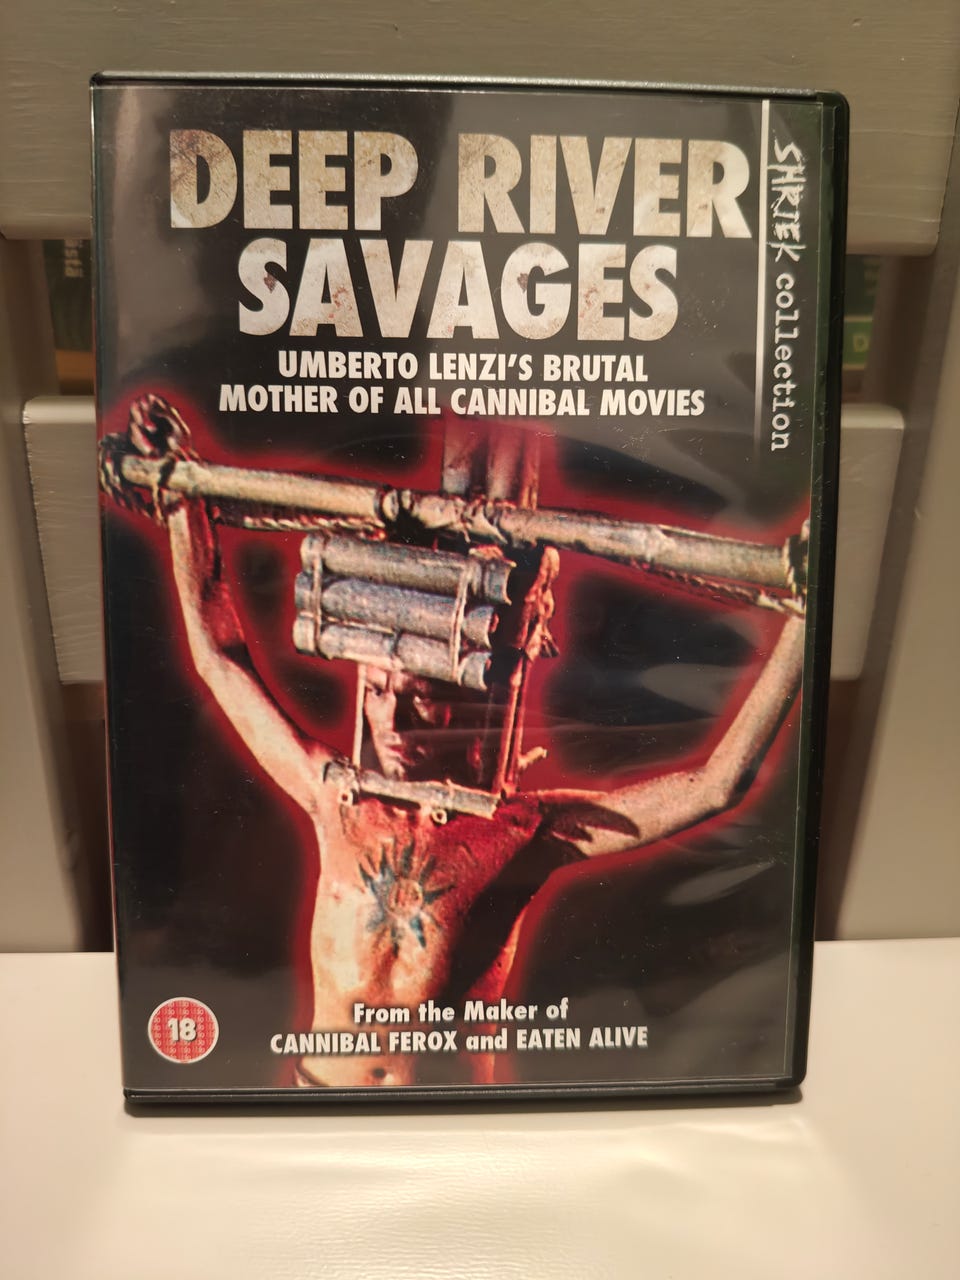 DEEP RIVER
SAVAGES
UMBERTO LENZI'S BRUTAL
MOTHER OF ALL CANNIBAL MOVIES
SHRIEK collection
From the Maker of
CANNIBAL FEROX and EATEN ALIVE
18